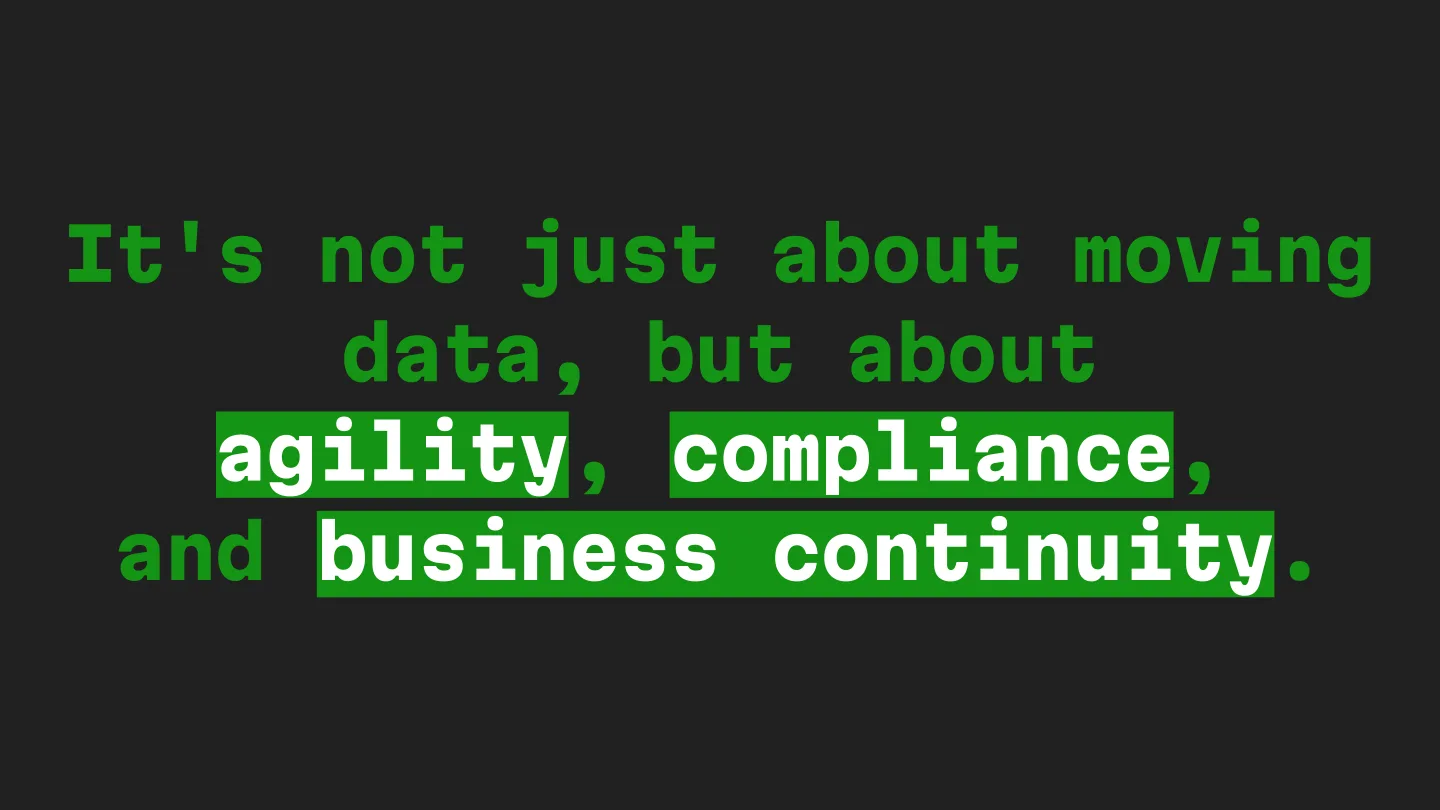 It's not just about moving
data, but about
agility, compliance,
and business continuity.